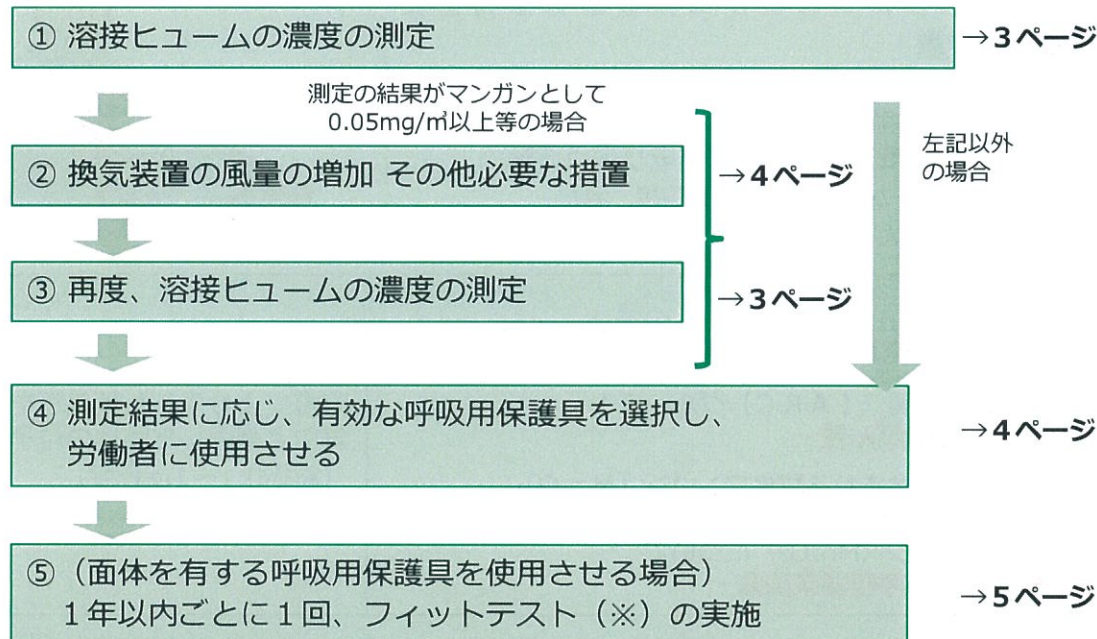 ① 溶接ヒュームの濃度の測定
→3ページ
測定の結果がマンガンとして
0.05mg/㎥以上等の場合
左記以外
の場合
② 換気装置の風量の増加 その他必要な措置
→4ページ
③ 再度、溶接ヒュームの濃度の測定
→3ページ
④ 測定結果に応じ、有効な呼吸用保護具を選択し、
労働者に使用させる
→4ページ
⑤（面体を有する呼吸用保護具を使用させる場合）
1年以内ごとに1回、フィットテスト（※）の実施
→5ページ